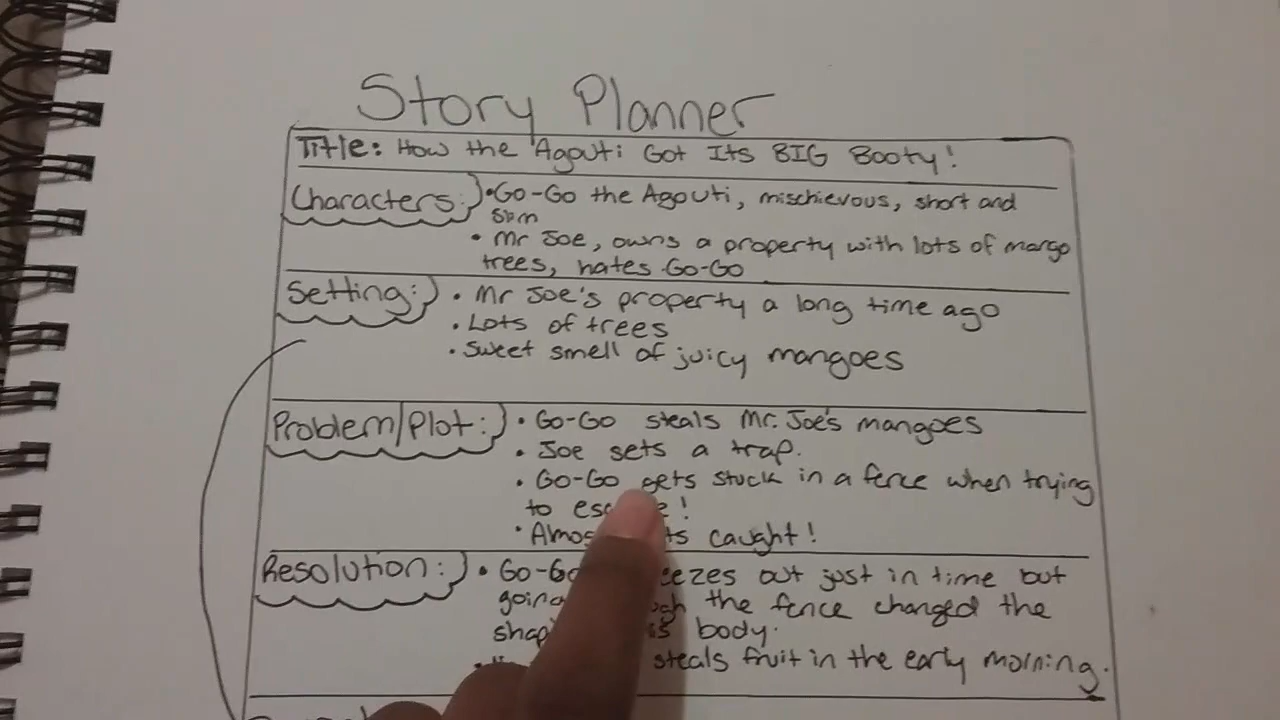 Story Planner
Title: How the Agouti Got Its BIG Booty!
Characters: • Go-Go the Agouti, mischievous, short and
slim
• Mr Joe, owns a property with lots of mango
trees, hates Go-Go
Setting: • Mr Joe's property a long time ago
• Lots of trees
• Sweet smell of juicy mangoes
Problem/Plot: • Go-Go steals Mr. Joe's mangoes
• Joe sets a trap.
• Go-Go gets stuck in a fence when trying
to
• caught!
Resolution: • out just in time but
the fence changed the
body.
steals fruit in the early morning.